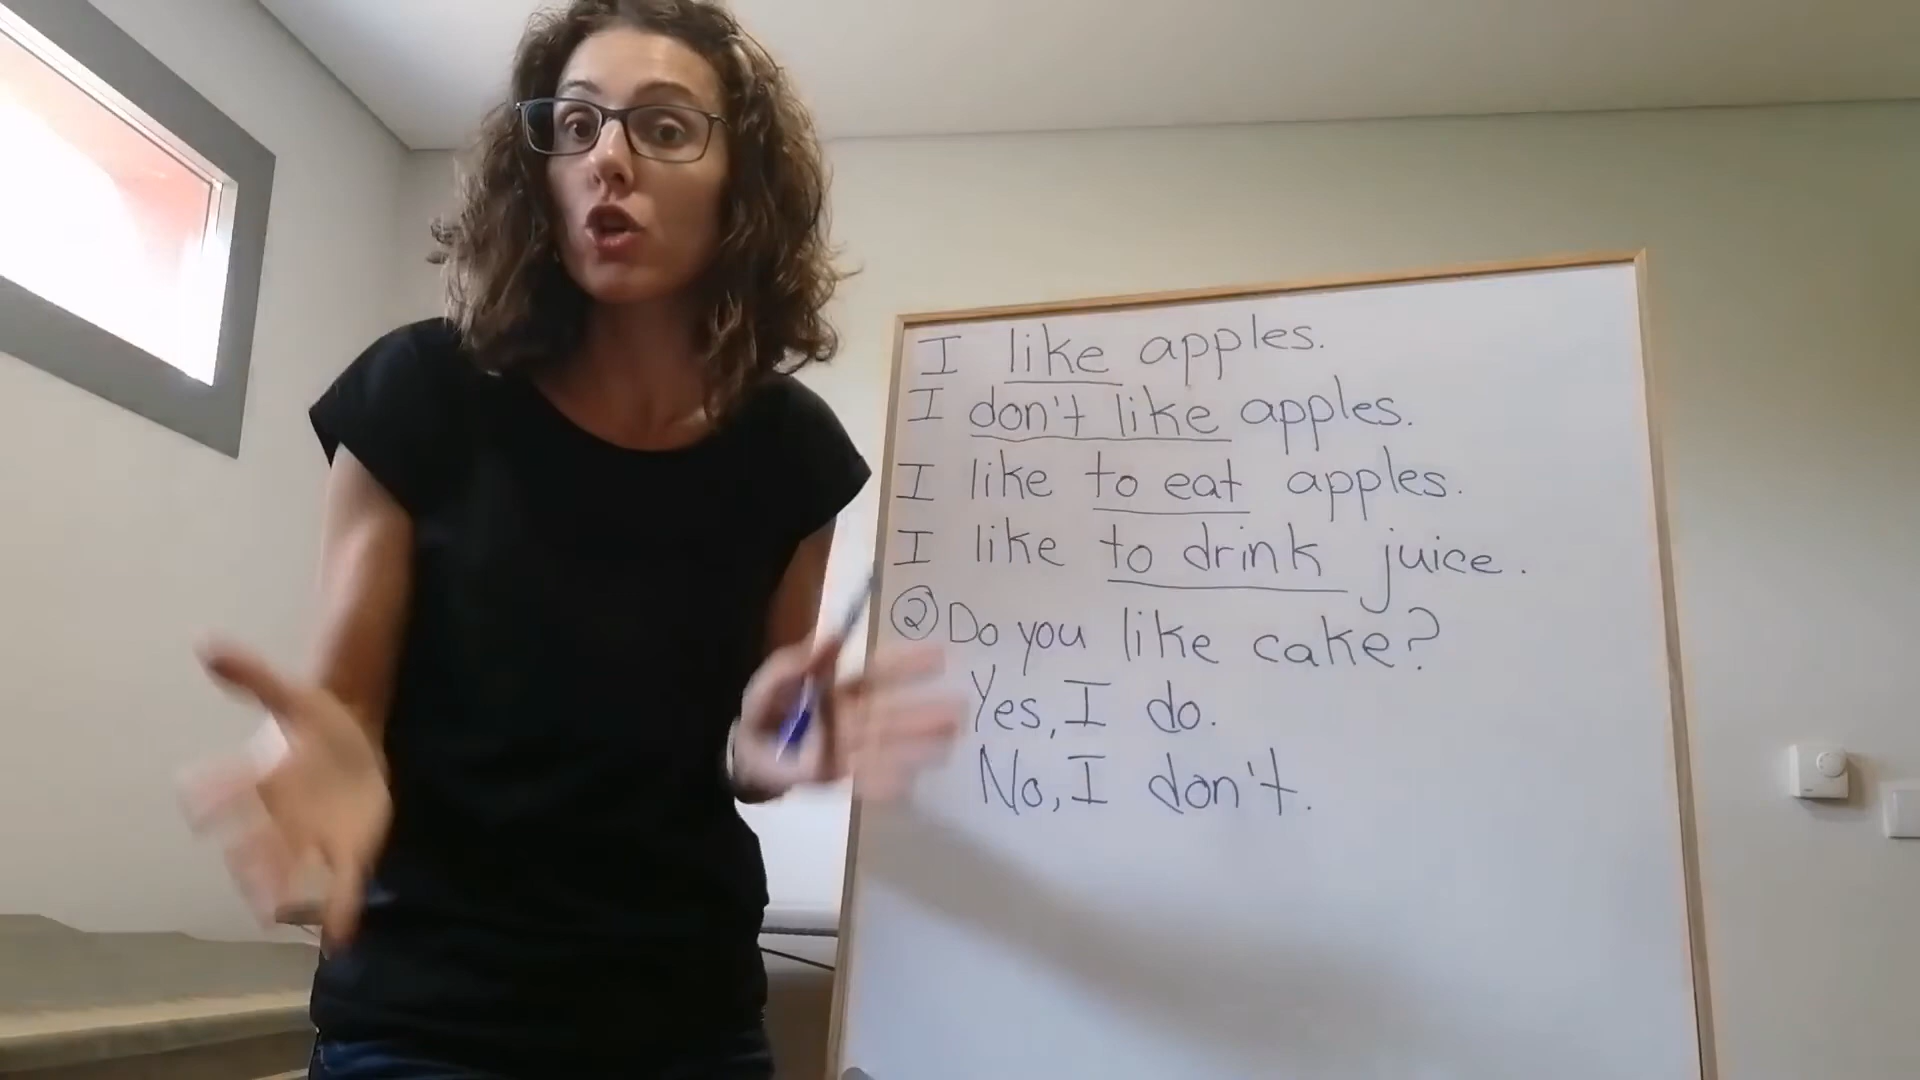 I like apples.
I don't like apples.
I like to eat apples.
I like to drink juice.
② Do you like cake?
Yes, I do.
No, I don't.